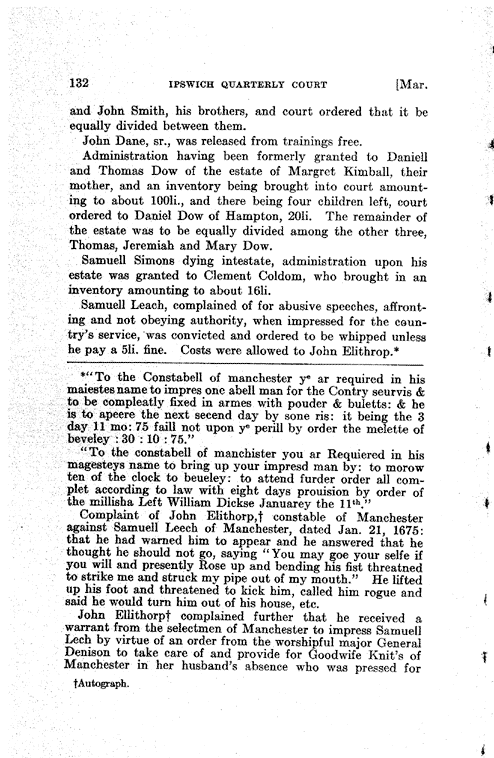 132 IPSWICH QUARTERLY COURT [Mar.
and John Smith, his brothers, and court ordered that it be
equally divided between them.
John Dane, sr., was released from trainings free.
Administration having been formerly granted to Daniell
and Thomas Dow of the estate of Margret Kimball, their
mother, and an inventory being brought into court amount-
ing to about 100li., and there being four children left, court
ordered to Daniel Dow of Hampton, 20li. The remainder of
the estate was to be equally divided among the other three,
Thomas, Jeremiah and Mary Dow.
Samuell Simons dying intestate, administration upon his
estate was granted to Clement Coldom, who brought in an
inventory amounting to about 16li.
Samuell Leach, complained of for abusive speeches, affront-
ing and not obeying authority, when impressed for the coun-
try's service, was convicted and ordered to be whipped unless
he pay a 5li. fine. Costs were allowed to John Elithrop.*
*"To the Constabell of manchester yᵉ ar required in his
maiestes name to impres one abell man for the Contry seurvis &
to be compleatly fixed in armes with pouder & buletts: & he
is to apeere the next secend day by sone ris: it being the 3
day 11 mo: 75 faill not upon yᵉ perill by order of the melette of
beveley : 30 : 10 : 75."
"To the constabell of manchister you ar Requiered in his
magesteys name to bring up your impresd man by: to morow
ten of the clock to beueley: to attend furder order all com-
plet according to law with eight days prouision by order of
the millisha Left William Dickse Januarey the 11ᵗʰ."
Complaint of John Elithorp,† constable of Manchester
against Samuell Leech of Manchester, dated Jan. 21, 1675:
that he had warned him to appear and he answered that he
thought he should not go, saying "You may goe your selfe if
you will and presently Rose up and bending his fist threatned
to strike me and struck my pipe out of my mouth." He lifted
up his foot and threatened to kick him, called him rogue and
said he would turn him out of his house, etc.
John Ellithorp† complained further that he received a
warrant from the selectmen of Manchester to impress Samuell
Lech by virtue of an order from the worshipful major General
Denison to take care of and provide for Goodwife Knit's of
Manchester in her husband's absence who was pressed for
†Autograph.